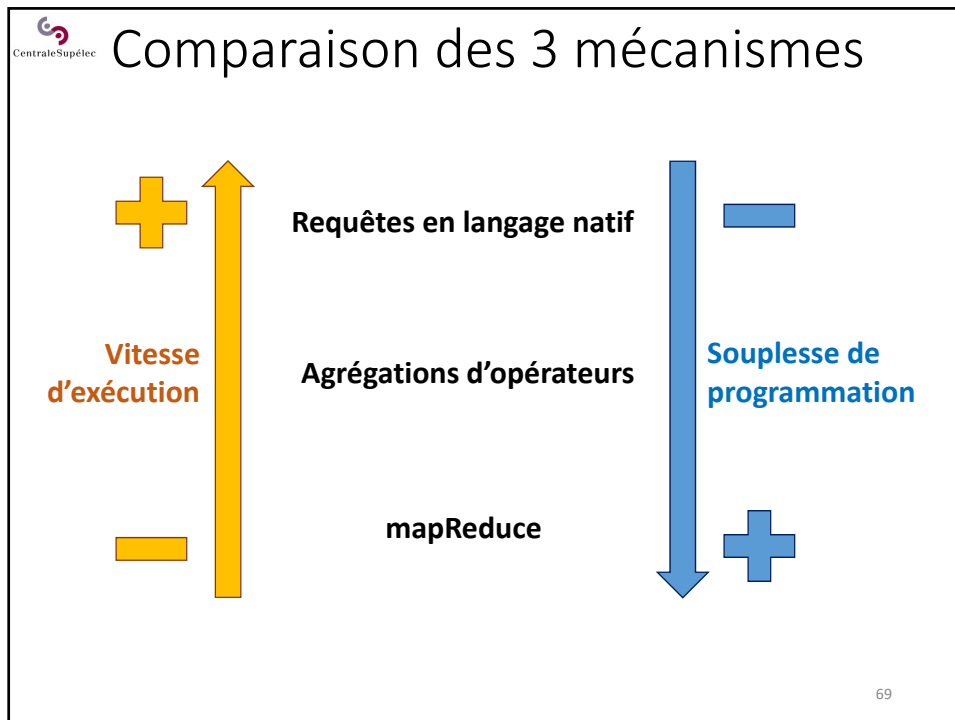 CentraleSupélec
Comparaison des 3 mécanismes
Requêtes en langage natif
Vitesse
d’exécution
Agrégations d’opérateurs
Souplesse de
programmation
mapReduce
69